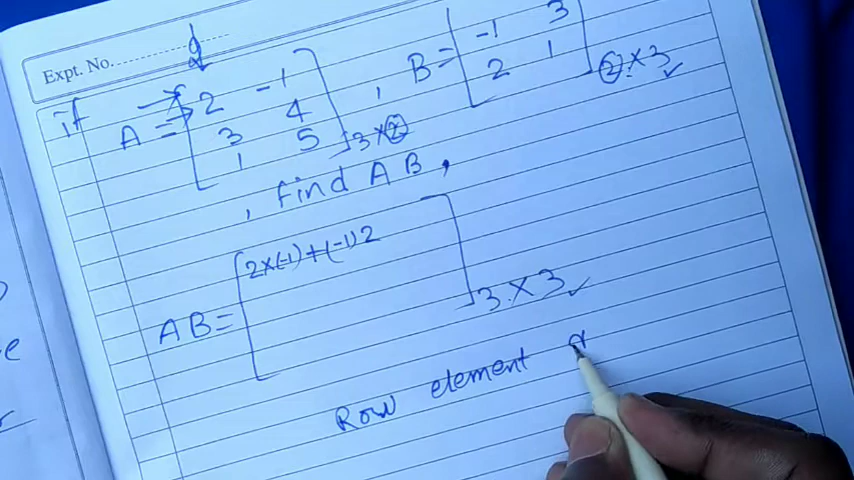 Expt. No.
if A = [2 -1
3 4
1 5] 3×2 , B = [-1 3
2 1] 2×3
, find AB,
AB = [2×(-1)+(-1)2 ] 3×3
Row element